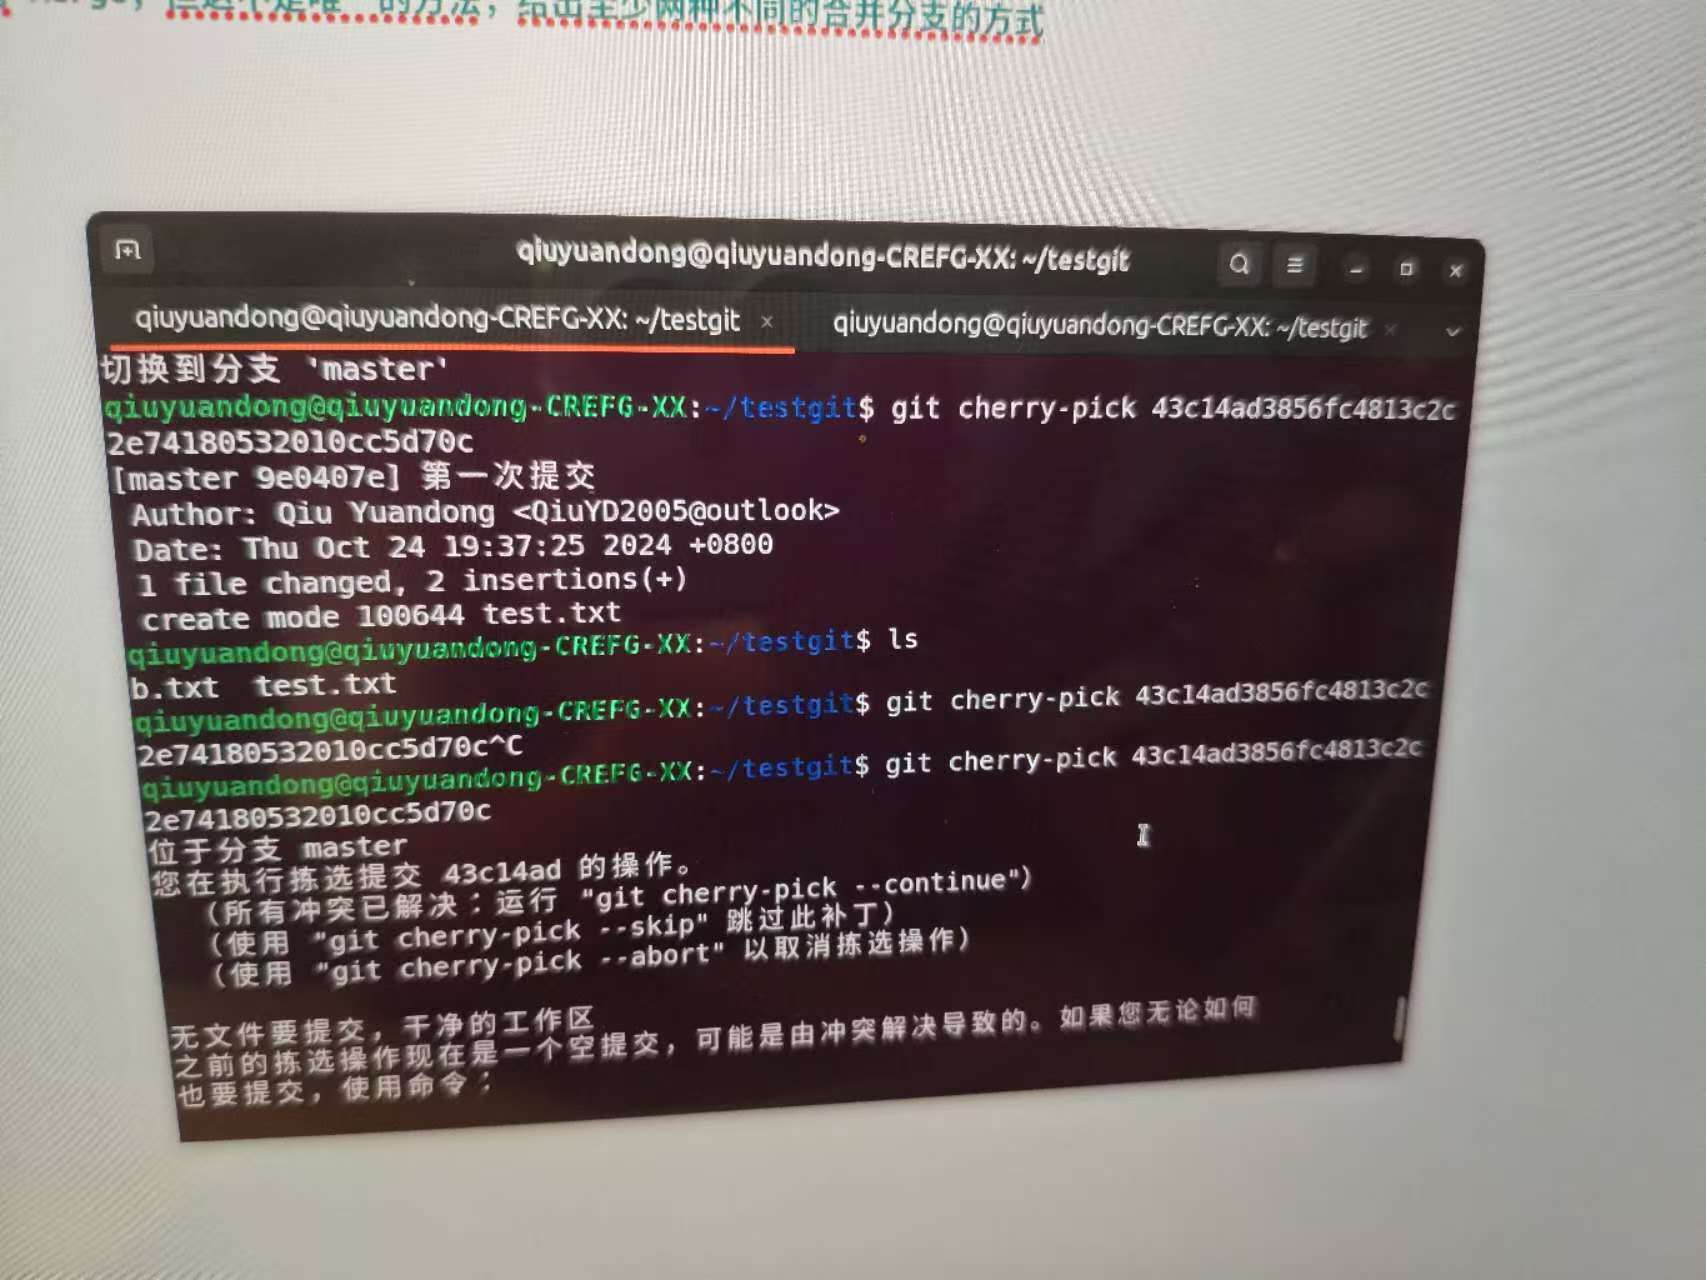 的方法，给出至少两种不同的合并分支的方式
qiuyuandong@qiuyuandong-CREFG-XX: ~/testgit
qiuyuandong@qiuyuandong-CREFG-XX: ~/testgit × qiuyuandong@qiuyuandong-CREFG-XX: ~/testgit ×
切换到分支 'master'
qiuyuandong@qiuyuandong-CREFG-XX:~/testgit$ git cherry-pick 43c14ad3856fc4813c2c
2e74180532010cc5d70c
[master 9e0407e] 第一次提交
Author: Qiu Yuandong <QiuYD2005@outlook>
Date: Thu Oct 24 19:37:25 2024 +0800
1 file changed, 2 insertions(+)
create mode 100644 test.txt
qiuyuandong@qiuyuandong-CREFG-XX:~/testgit$ ls
b.txt test.txt
qiuyuandong@qiuyuandong-CREFG-XX:~/testgit$ git cherry-pick 43c14ad3856fc4813c2c
2e74180532010cc5d70c^C
qiuyuandong@qiuyuandong-CREFG-XX:~/testgit$ git cherry-pick 43c14ad3856fc4813c2c
2e74180532010cc5d70c
位于分支 master
您在执行拣选提交 43c14ad 的操作。
（所有冲突已解决：运行 "git cherry-pick --continue"）
（使用 "git cherry-pick --skip" 跳过此补丁）
（使用 "git cherry-pick --abort" 以取消拣选操作）
无文件要提交，干净的工作区
之前的拣选操作现在是一个空提交，可能是由冲突解决导致的。如果您无论如何
也要提交，使用命令：